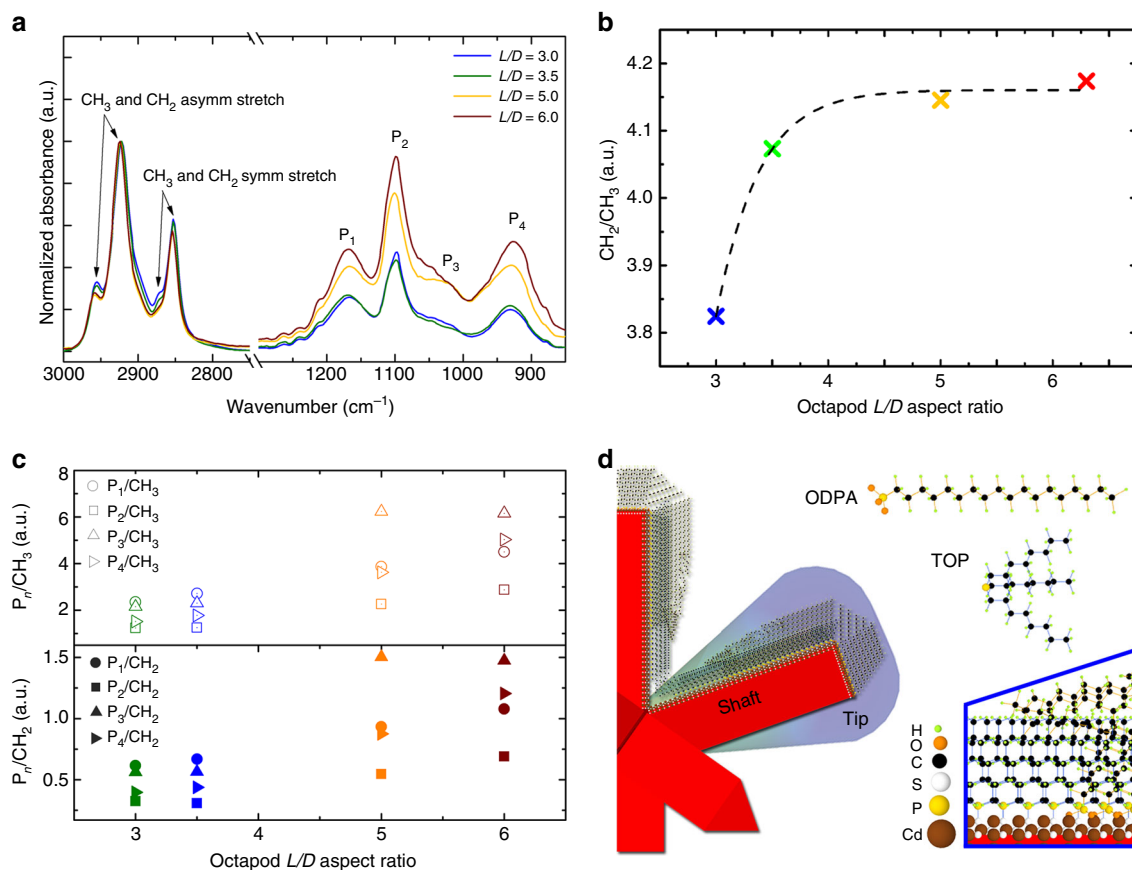 a
Normalized absorbance (a.u.)
CH₃ and CH₂ asymm stretch
CH₃ and CH₂ symm stretch
L/D = 3.0
L/D = 3.5
L/D = 5.0
L/D = 6.0
P₁
P₂
P₃
P₄
3000 2900 2800 1200 1100 1000 900
Wavenumber (cm⁻¹)
b
CH₂/CH₃ (a.u.)
4.2
4.1
4.0
3.9
3.8
3 4 5 6
Octapod L/D aspect ratio
c
Pₙ/CH₃ (a.u.)
8
6
4
2
P₁/CH₃
P₂/CH₃
P₃/CH₃
P₄/CH₃
Pₙ/CH₂ (a.u.)
1.5
1.0
0.5
P₁/CH₂
P₂/CH₂
P₃/CH₂
P₄/CH₂
3 4 5 6
Octapod L/D aspect ratio
d
ODPA
TOP
Shaft
Tip
H
O
C
S
P
Cd